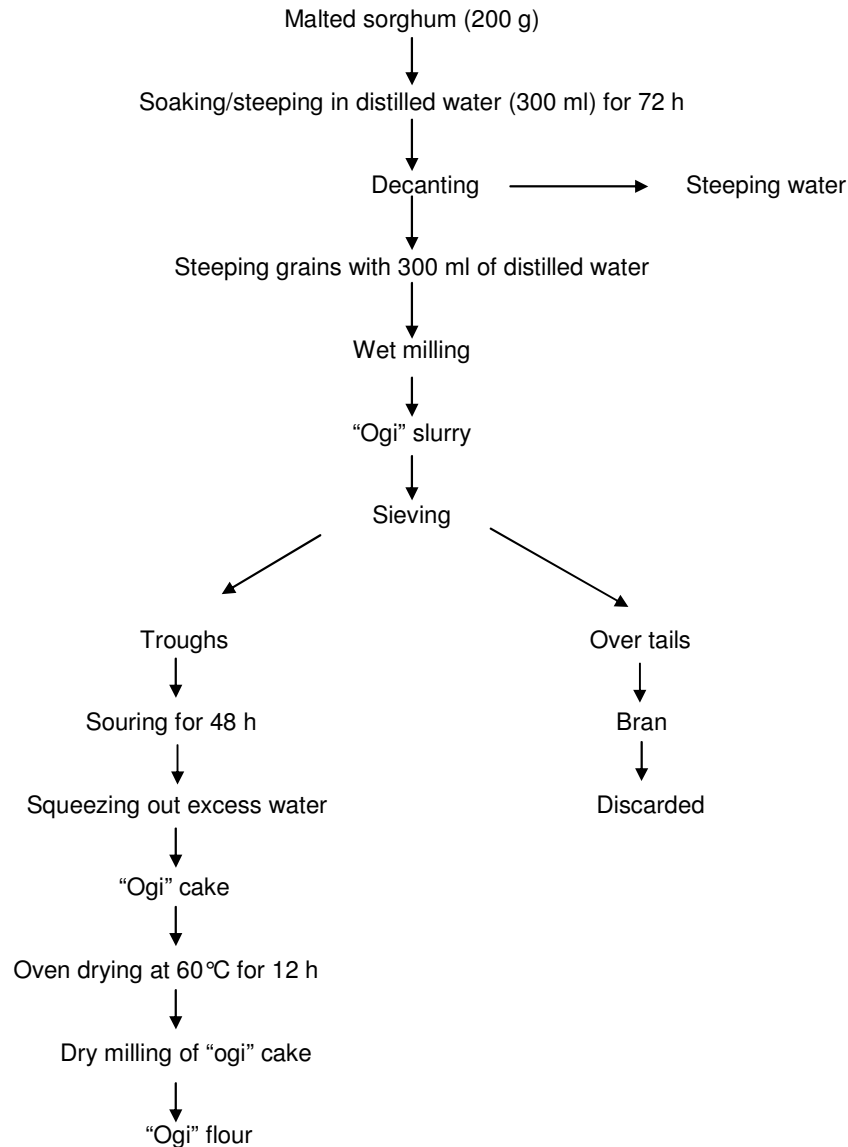 Malted sorghum (200 g)
Soaking/steeping in distilled water (300 ml) for 72 h
Decanting
Steeping water
Steeping grains with 300 ml of distilled water
Wet milling
“Ogi” slurry
Sieving
Troughs
Souring for 48 h
Squeezing out excess water
“Ogi” cake
Oven drying at 60°C for 12 h
Dry milling of “ogi” cake
“Ogi” flour
Over tails
Bran
Discarded